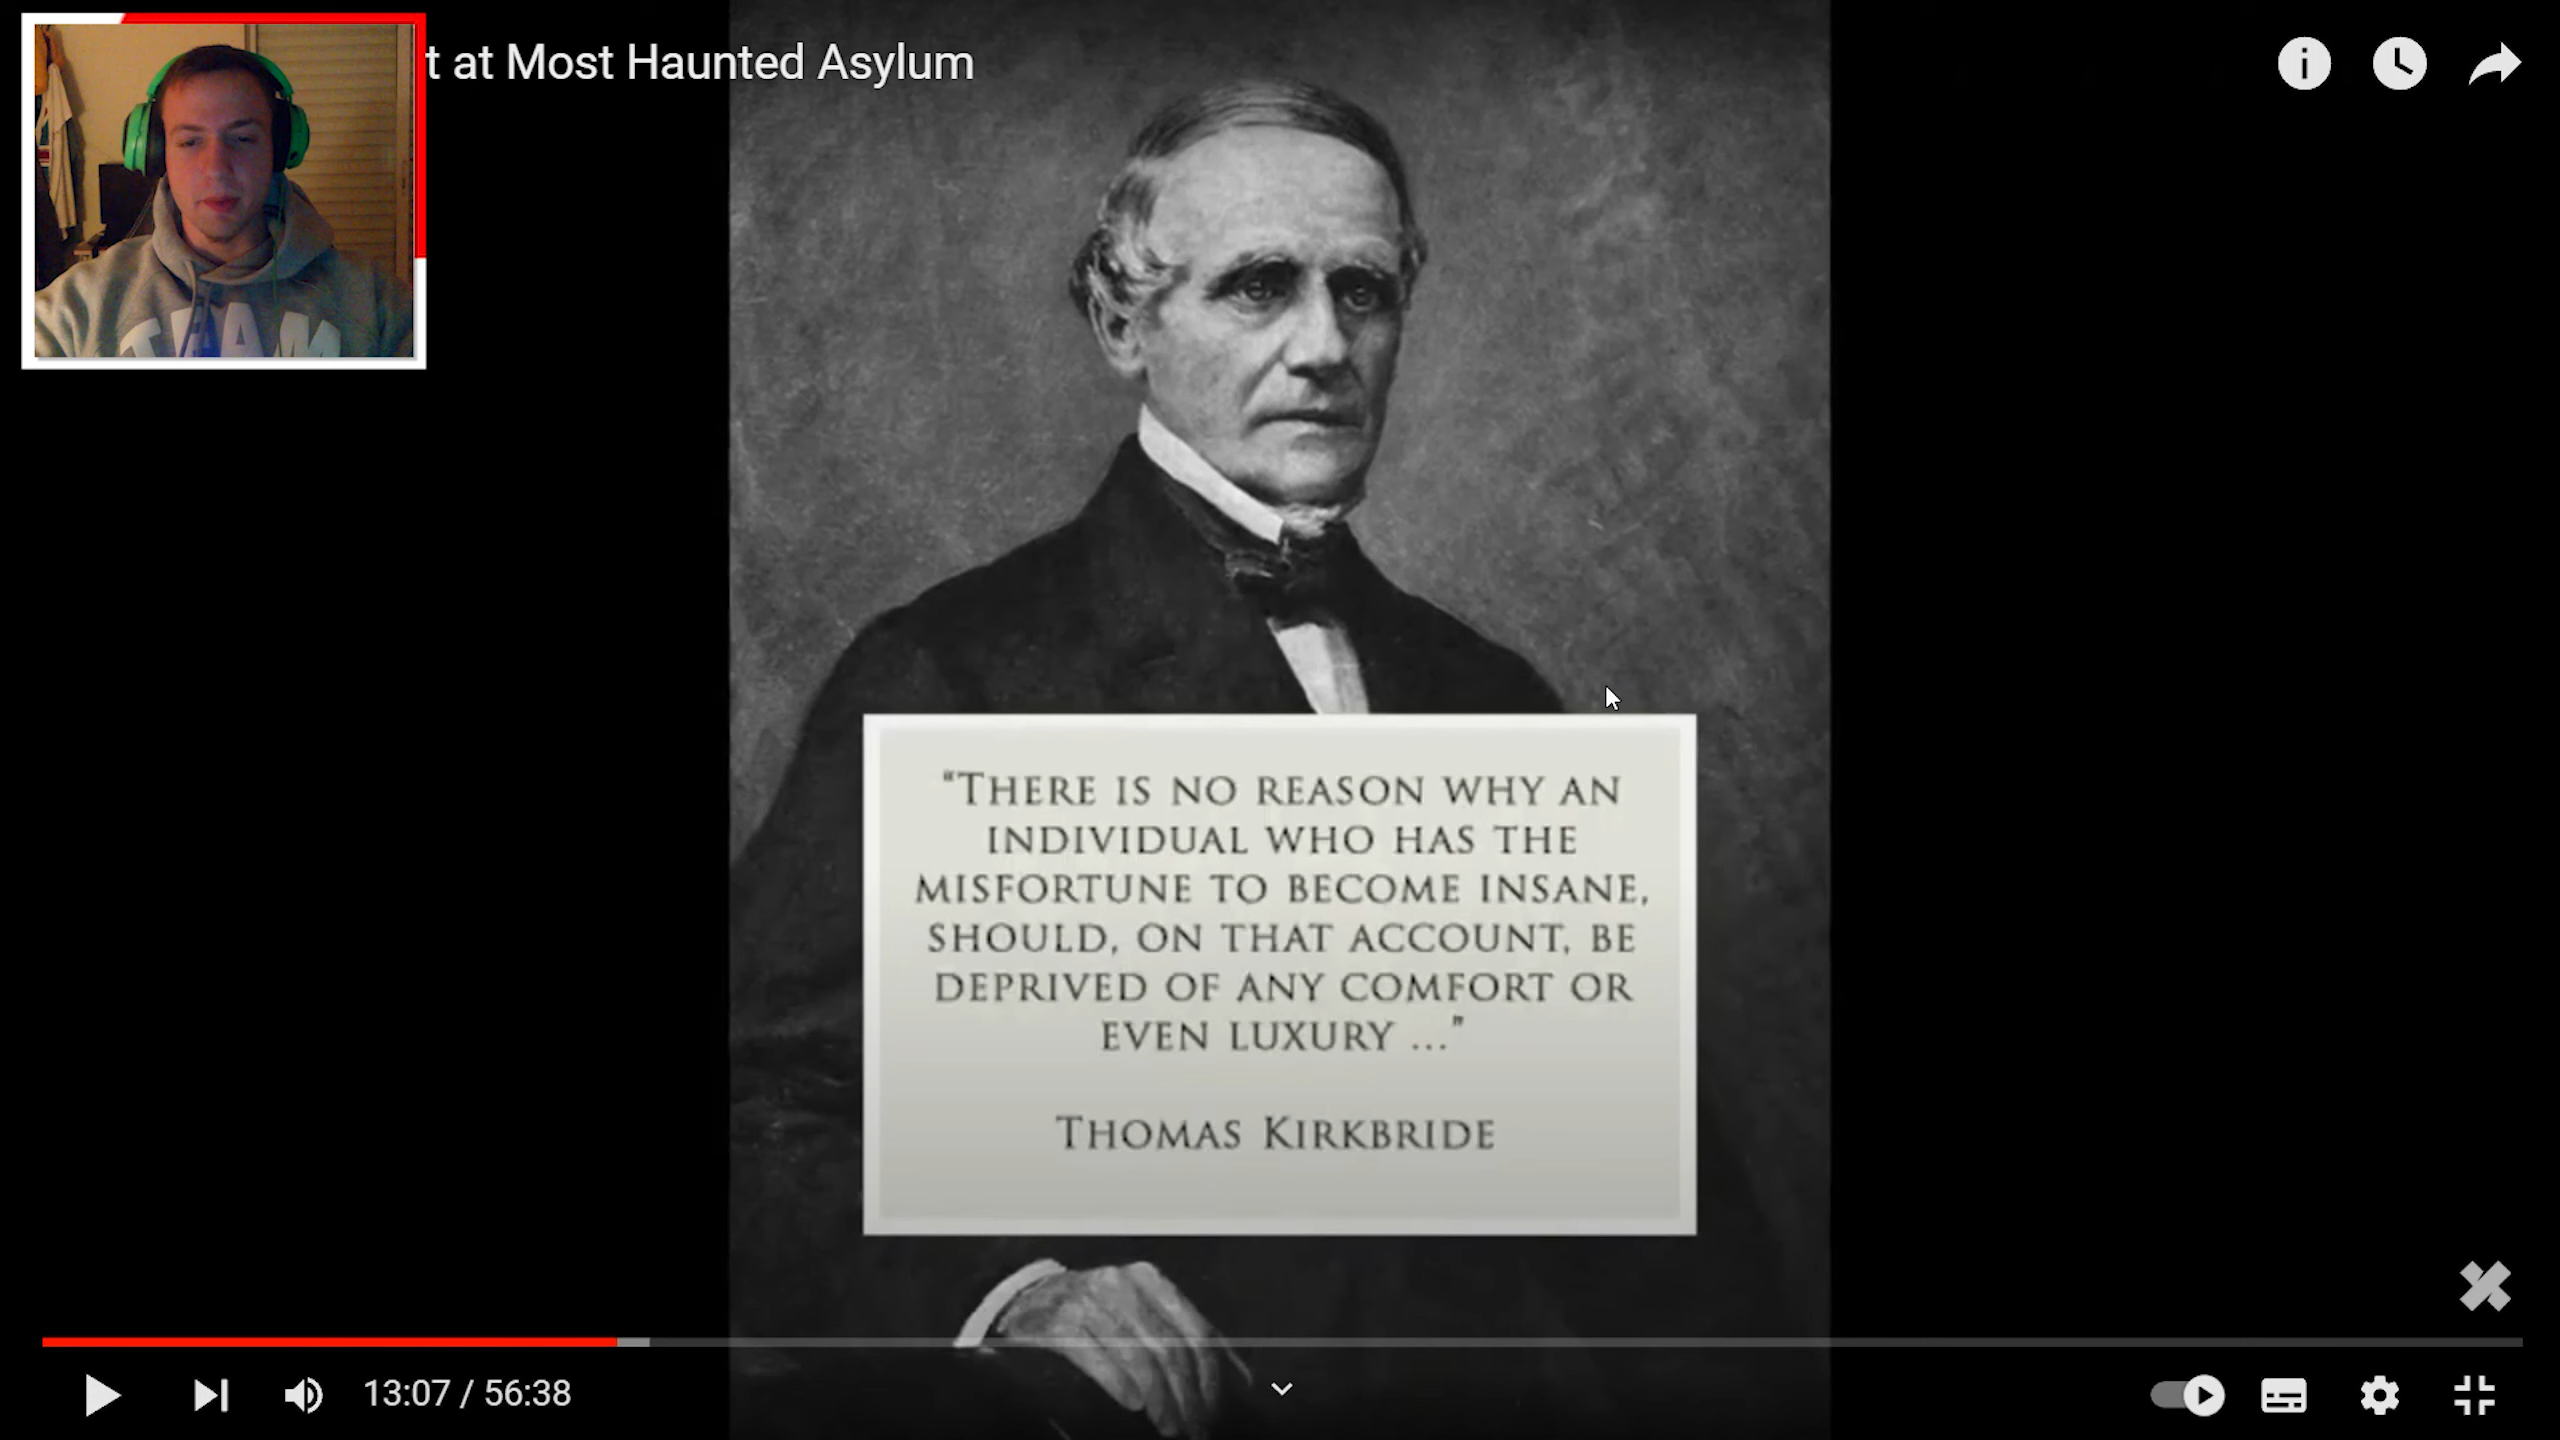 t at Most Haunted Asylum
TEAM
“THERE IS NO REASON WHY AN
INDIVIDUAL WHO HAS THE
MISFORTUNE TO BECOME INSANE,
SHOULD, ON THAT ACCOUNT, BE
DEPRIVED OF ANY COMFORT OR
EVEN LUXURY ...”
THOMAS KIRKBRIDE
13:07 / 56:38